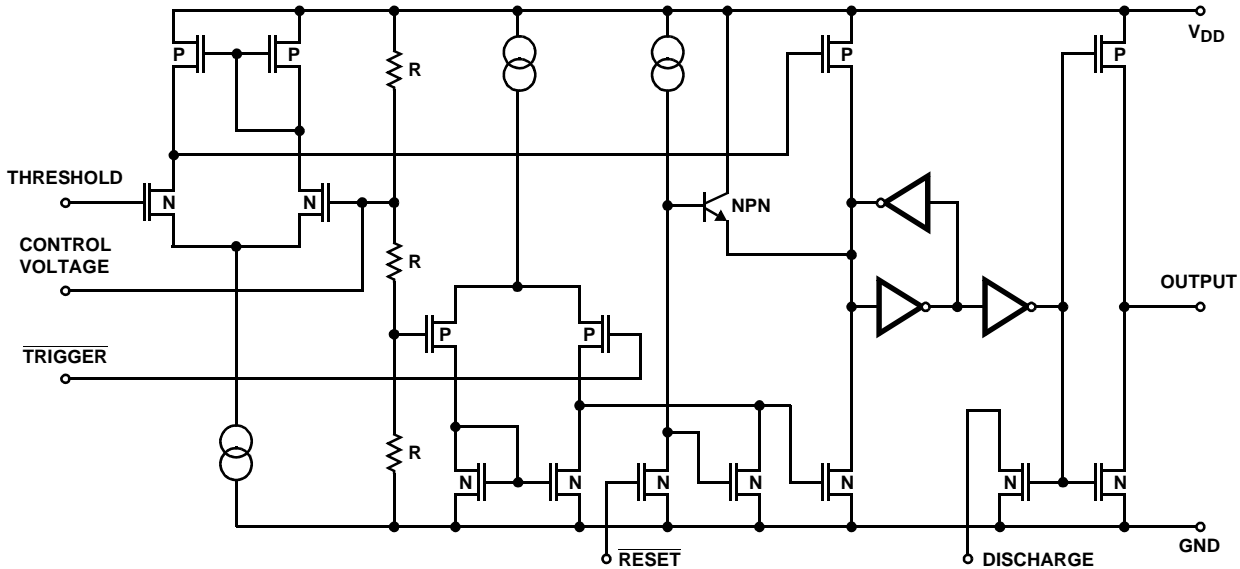 VDD
P
P
R
P
P
THRESHOLD
N
N
NPN
CONTROL
VOLTAGE
R
OUTPUT
P
P
TRIGGER
R
N
N
N
N
N
N
N
GND
RESET
DISCHARGE